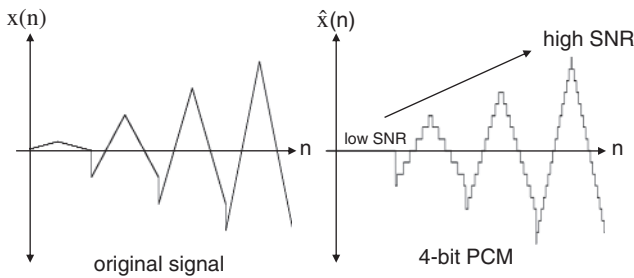 x(n)
n
original signal
x̂(n)
high SNR
low SNR
n
4-bit PCM